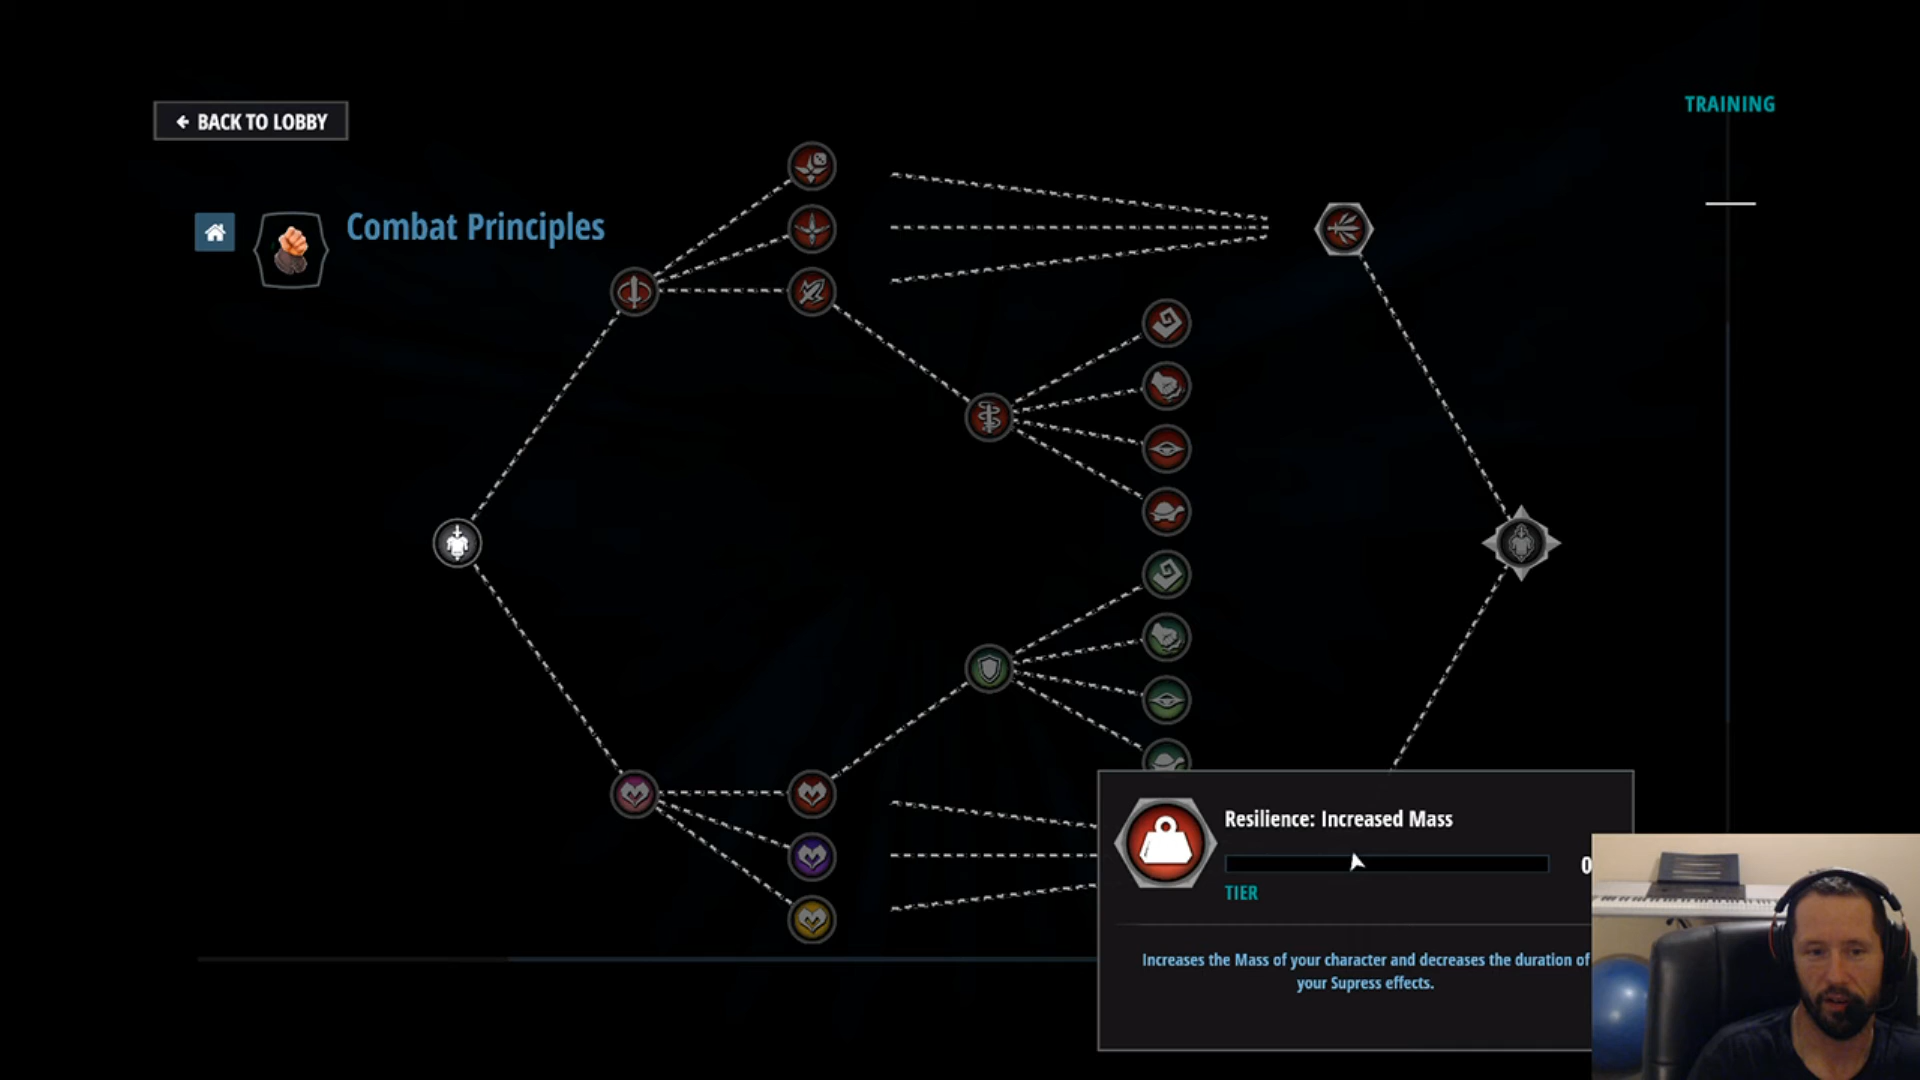 BACK TO LOBBY
TRAINING
Combat Principles
Resilience: Increased Mass
0
TIER
Increases the Mass of your character and decreases the duration of
your Supress effects.